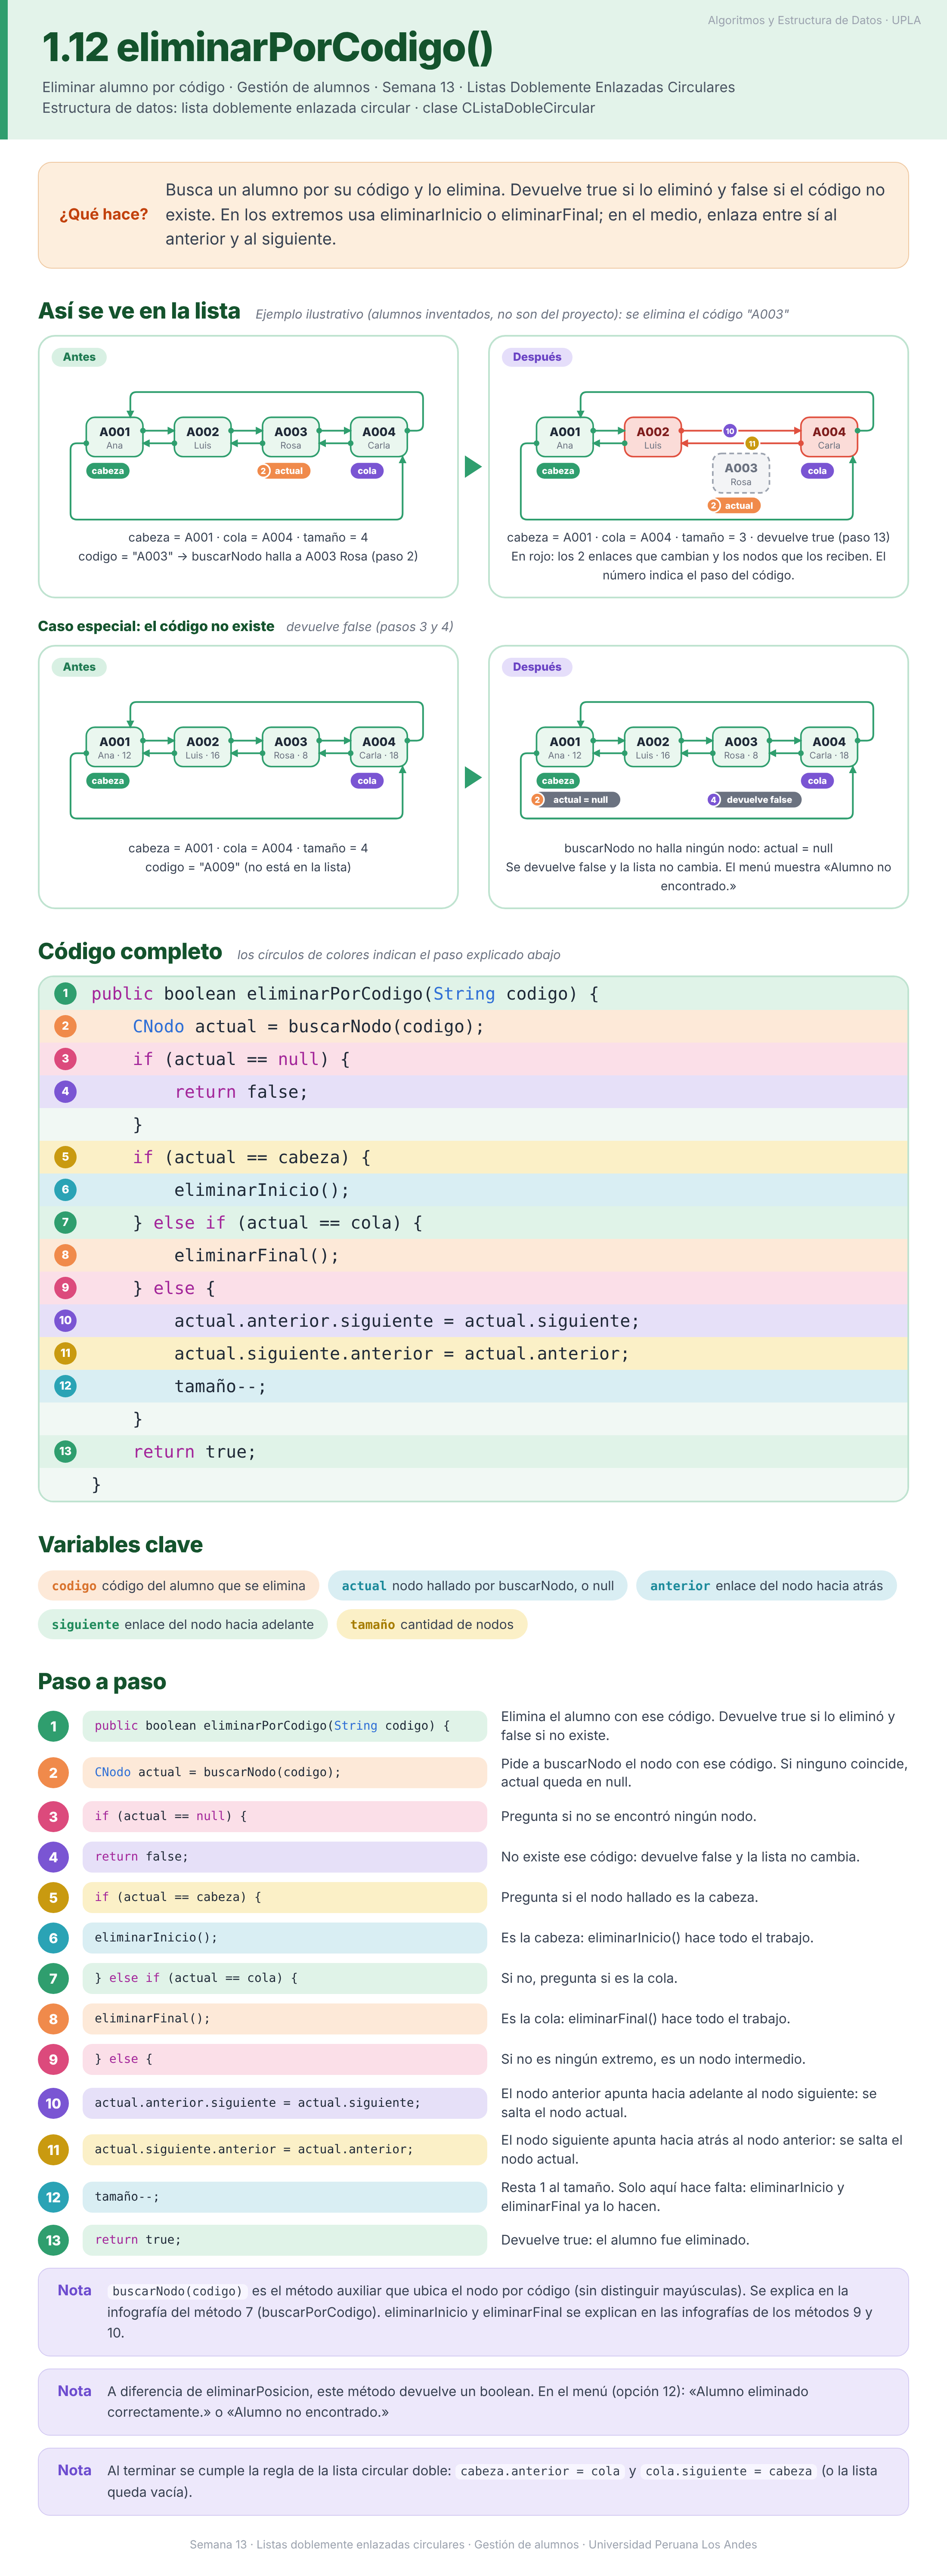 Algoritmos y Estructura de Datos · UPLA
1.12 eliminarPorCodigo()
Eliminar alumno por código · Gestión de alumnos · Semana 13 · Listas Doblemente Enlazadas Circulares
Estructura de datos: lista doblemente enlazada circular · clase CListaDobleCircular
¿Qué hace?
Busca un alumno por su código y lo elimina. Devuelve true si lo eliminó y false si el código no
existe. En los extremos usa eliminarInicio o eliminarFinal; en el medio, enlaza entre sí al
anterior y al siguiente.
Así se ve en la lista Ejemplo ilustrativo (alumnos inventados, no son del proyecto): se elimina el código "A003"
Antes
A001 A002 A003 A004
Ana Luis Rosa Carla
cabeza 2 actual cola
cabeza = A001 · cola = A004 · tamaño = 4
codigo = "A003" → buscarNodo halla a A003 Rosa (paso 2)
Después
A001 A002 10 A004
Ana Luis 11 Carla
cabeza A003 cola
Rosa
2 actual
cabeza = A001 · cola = A004 · tamaño = 3 · devuelve true (paso 13)
En rojo: los 2 enlaces que cambian y los nodos que los reciben. El
número indica el paso del código.
Caso especial: el código no existe devuelve false (pasos 3 y 4)
Antes
A001 A002 A003 A004
Ana · 12 Luis · 16 Rosa · 8 Carla · 18
cabeza cola
cabeza = A001 · cola = A004 · tamaño = 4
codigo = "A009" (no está en la lista)
Después
A001 A002 A003 A004
Ana · 12 Luis · 16 Rosa · 8 Carla · 18
cabeza cola
2 actual = null 4 devuelve false
buscarNodo no halla ningún nodo: actual = null
Se devuelve false y la lista no cambia. El menú muestra «Alumno no
encontrado.»
Código completo los círculos de colores indican el paso explicado abajo
1 public boolean eliminarPorCodigo(String codigo) {
2 CNodo actual = buscarNodo(codigo);
3 if (actual == null) {
4 return false;
}
5 if (actual == cabeza) {
6 eliminarInicio();
7 } else if (actual == cola) {
8 eliminarFinal();
9 } else {
10 actual.anterior.siguiente = actual.siguiente;
11 actual.siguiente.anterior = actual.anterior;
12 tamaño--;
}
13 return true;
}
Variables clave
codigo código del alumno que se elimina
actual nodo hallado por buscarNodo, o null
anterior enlace del nodo hacia atrás
siguiente enlace del nodo hacia adelante
tamaño cantidad de nodos
Paso a paso
1 public boolean eliminarPorCodigo(String codigo) {
Elimina el alumno con ese código. Devuelve true si lo eliminó y
false si no existe.
2 CNodo actual = buscarNodo(codigo);
Pide a buscarNodo el nodo con ese código. Si ninguno coincide,
actual queda en null.
3 if (actual == null) {
Pregunta si no se encontró ningún nodo.
4 return false;
No existe ese código: devuelve false y la lista no cambia.
5 if (actual == cabeza) {
Pregunta si el nodo hallado es la cabeza.
6 eliminarInicio();
Es la cabeza: eliminarInicio() hace todo el trabajo.
7 } else if (actual == cola) {
Si no, pregunta si es la cola.
8 eliminarFinal();
Es la cola: eliminarFinal() hace todo el trabajo.
9 } else {
Si no es ningún extremo, es un nodo intermedio.
10 actual.anterior.siguiente = actual.siguiente;
El nodo anterior apunta hacia adelante al nodo siguiente: se
salta el nodo actual.
11 actual.siguiente.anterior = actual.anterior;
El nodo siguiente apunta hacia atrás al nodo anterior: se salta el
nodo actual.
12 tamaño--;
Resta 1 al tamaño. Solo aquí hace falta: eliminarInicio y
eliminarFinal ya lo hacen.
13 return true;
Devuelve true: el alumno fue eliminado.
Nota buscarNodo(codigo) es el método auxiliar que ubica el nodo por código (sin distinguir mayúsculas). Se explica en la
infografía del método 7 (buscarPorCodigo). eliminarInicio y eliminarFinal se explican en las infografías de los métodos 9 y
10.
Nota A diferencia de eliminarPosicion, este método devuelve un boolean. En el menú (opción 12): «Alumno eliminado
correctamente.» o «Alumno no encontrado.»
Nota Al terminar se cumple la regla de la lista circular doble: cabeza.anterior = cola y cola.siguiente = cabeza (o la lista
queda vacía).
Semana 13 · Listas doblemente enlazadas circulares · Gestión de alumnos · Universidad Peruana Los Andes